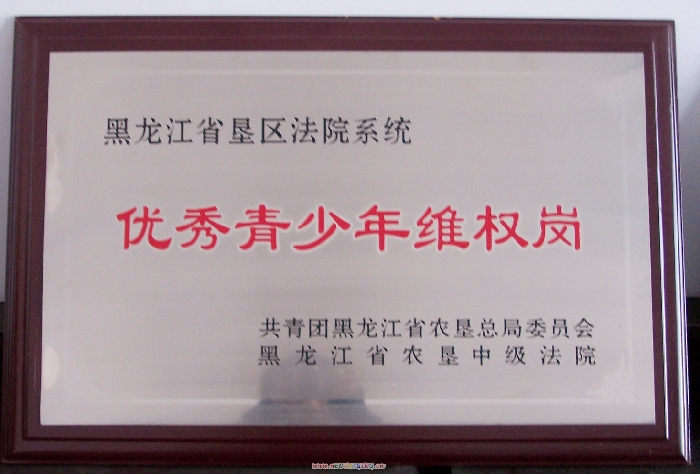 黑龙江省垦区法院系统
优秀青少年维权岗
共青团黑龙江省农垦总局委员会
黑龙江省农垦中级法院